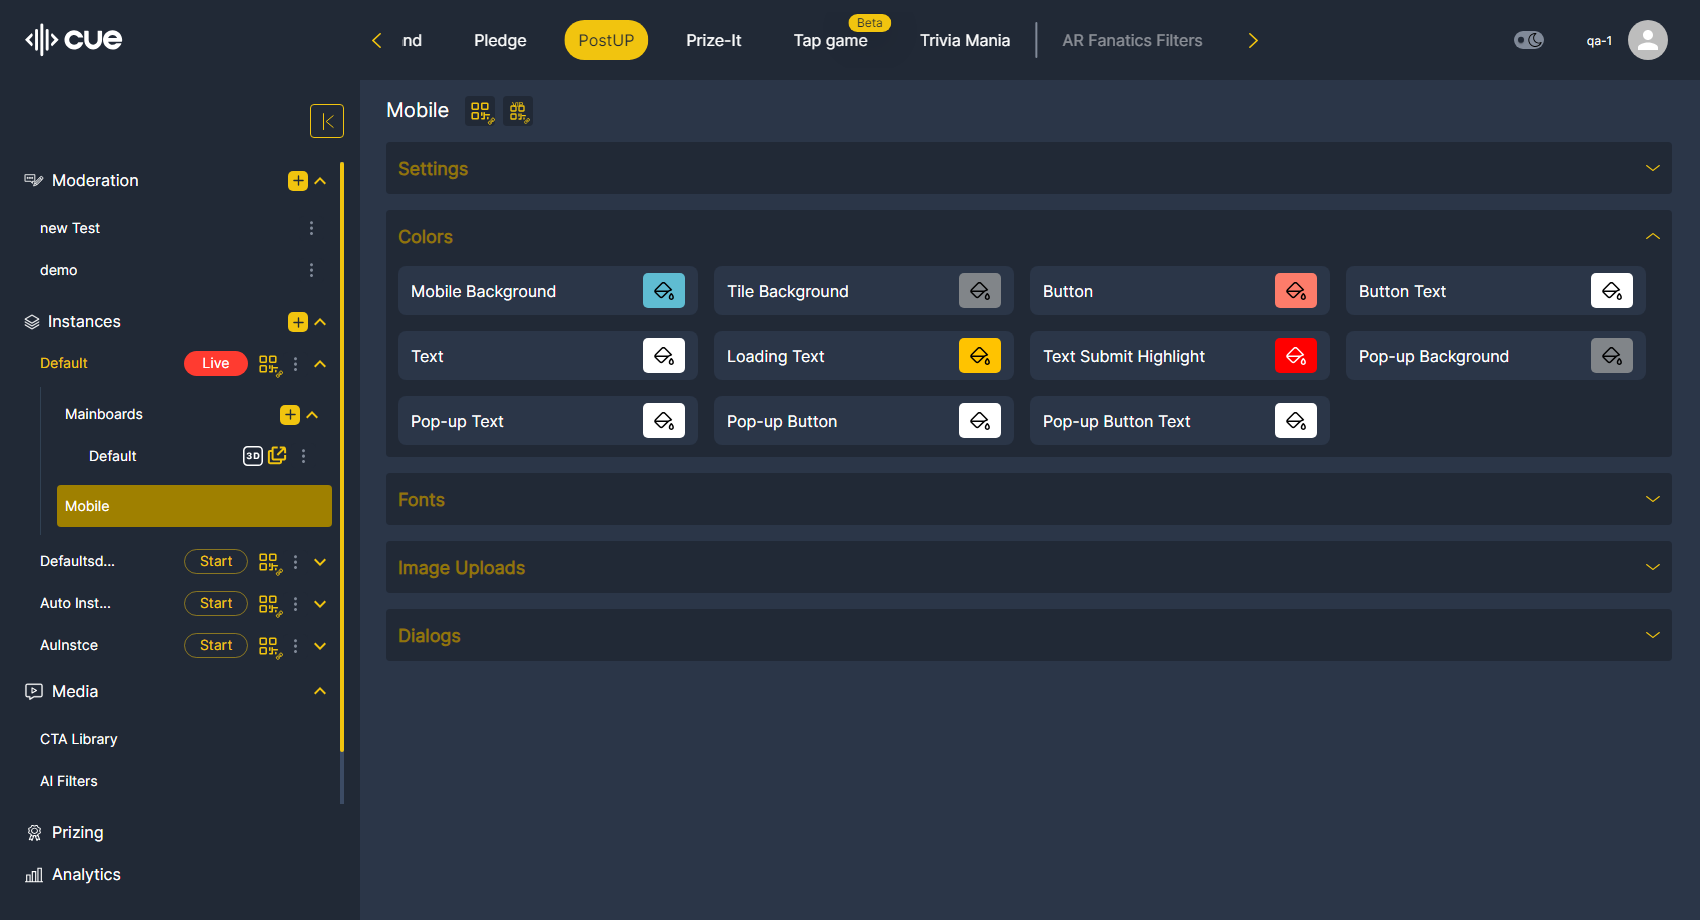 cue
nd
Pledge
PostUP
Prize-It
Beta
Tap game
Trivia Mania
AR Fanatics Filters
qa-1
Moderation
new Test
demo
Instances
Default
Live
Mainboards
Default
3D
Mobile
Defaultsd...
Start
Auto Inst...
Start
AuInstce
Start
Media
CTA Library
AI Filters
Prizing
Analytics
Mobile
Settings
Colors
Mobile Background
Tile Background
Button
Button Text
Text
Loading Text
Text Submit Highlight
Pop-up Background
Pop-up Text
Pop-up Button
Pop-up Button Text
Fonts
Image Uploads
Dialogs